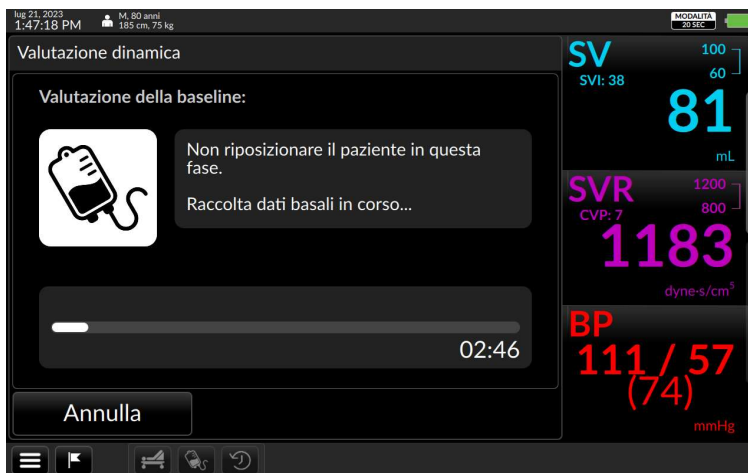 lug 21, 2023
1:47:18 PM
M, 80 anni
185 cm, 75 kg
MODALITÀ
20 SEC
Valutazione dinamica
Valutazione della baseline:
Non riposizionare il paziente in questa
fase.
Raccolta dati basali in corso...
02:46
Annulla
SV
SVI: 38
100
60
81
mL
SVR
CVP: 7
1200
800
1183
dyne·s/cm⁵
BP
111 / 57
(74)
mmHg